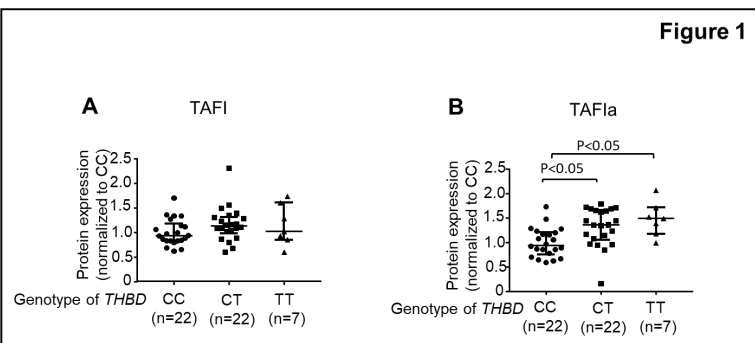 Figure 1
A
TAFI
Protein expression
(normalized to CC)
2.5
2.0
1.5
1.0
0.5
0
Genotype of THBD
CC CT TT
(n=22) (n=22) (n=7)
B
TAFIa
P<0.05
P<0.05
Protein expression
(normalized to CC)
2.5
2.0
1.5
1.0
0.5
0
Genotype of THBD
CC CT TT
(n=22) (n=22) (n=7)